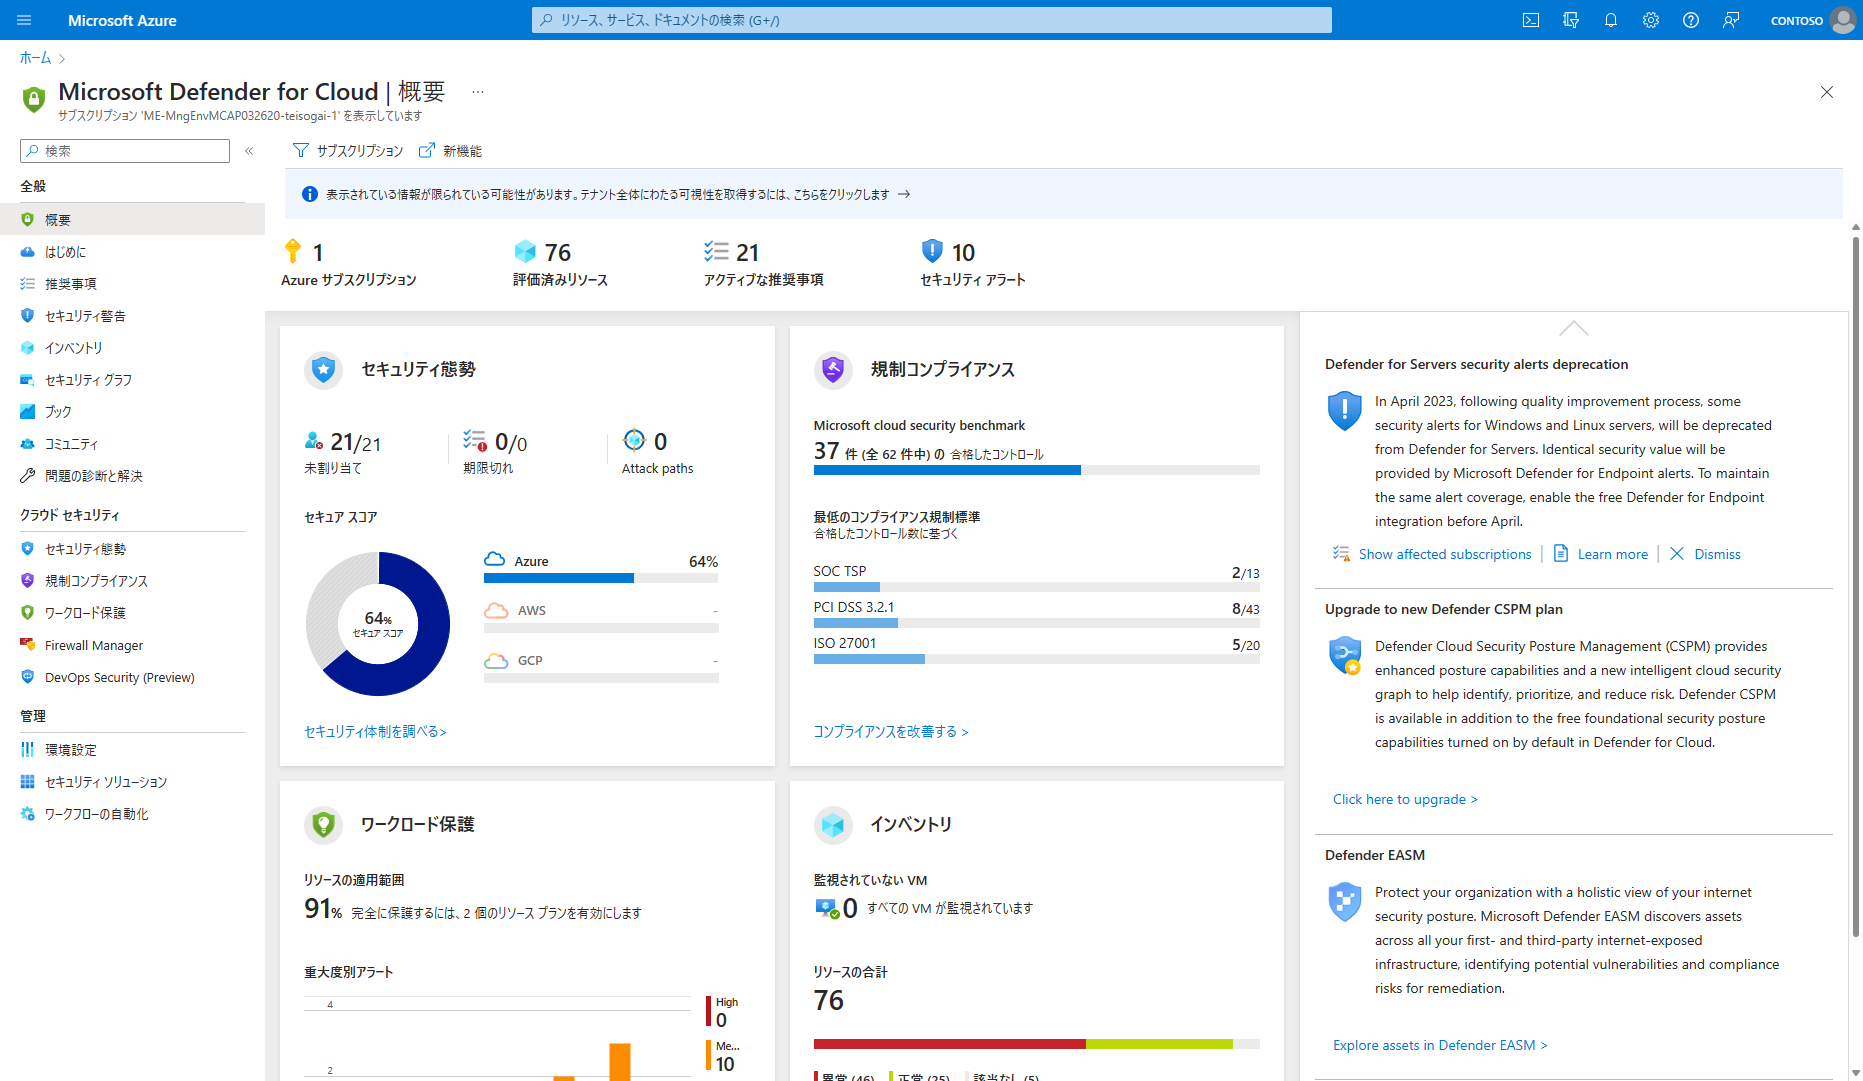 Microsoft Azure
リソース、サービス、ドキュメントの検索 (G+/)
CONTOSO
ホーム
Microsoft Defender for Cloud | 概要 …
サブスクリプション 'ME-MngEnvMCAP032620-teisogai-1' を表示しています
検索 «
全般
概要
はじめに
推奨事項
セキュリティ警告
インベントリ
セキュリティ グラフ
ブック
コミュニティ
問題の診断と解決
クラウド セキュリティ
セキュリティ態勢
規制コンプライアンス
ワークロード保護
Firewall Manager
DevOps Security (Preview)
管理
環境設定
セキュリティ ソリューション
ワークフローの自動化
サブスクリプション 新機能
表示されている情報が限られている可能性があります。テナント全体にわたる可視性を取得するには、こちらをクリックします →
1
Azure サブスクリプション
76
評価済みリソース
21
アクティブな推奨事項
10
セキュリティ アラート
セキュリティ態勢
21/21
未割り当て
0/0
期限切れ
0
Attack paths
セキュア スコア
64%
セキュア スコア
Azure 64%
AWS -
GCP -
セキュリティ体制を調べる>
規制コンプライアンス
Microsoft cloud security benchmark
37 件 (全 62 件中) の 合格したコントロール
最低のコンプライアンス規制標準
合格したコントロール数に基づく
SOC TSP 2/13
PCI DSS 3.2.1 8/43
ISO 27001 5/20
コンプライアンスを改善する >
ワークロード保護
リソースの適用範囲
91% 完全に保護するには、2 個のリソース プランを有効にします
重大度別アラート
4
2
High
0
Me...
10
インベントリ
監視されていない VM
0 すべての VM が監視されています
リソースの合計
76
異常 (46) 正常 (25) 該当なし (5)
Defender for Servers security alerts deprecation
In April 2023, following quality improvement process, some
security alerts for Windows and Linux servers, will be deprecated
from Defender for Servers. Identical security value will be
provided by Microsoft Defender for Endpoint alerts. To maintain
the same alert coverage, enable the free Defender for Endpoint
integration before April.
Show affected subscriptions | Learn more | Dismiss
Upgrade to new Defender CSPM plan
Defender Cloud Security Posture Management (CSPM) provides
enhanced posture capabilities and a new intelligent cloud security
graph to help identify, prioritize, and reduce risk. Defender CSPM
is available in addition to the free foundational security posture
capabilities turned on by default in Defender for Cloud.
Click here to upgrade >
Defender EASM
Protect your organization with a holistic view of your internet
security posture. Microsoft Defender EASM discovers assets
across all your first- and third-party internet-exposed
infrastructure, identifying potential vulnerabilities and compliance
risks for remediation.
Explore assets in Defender EASM >